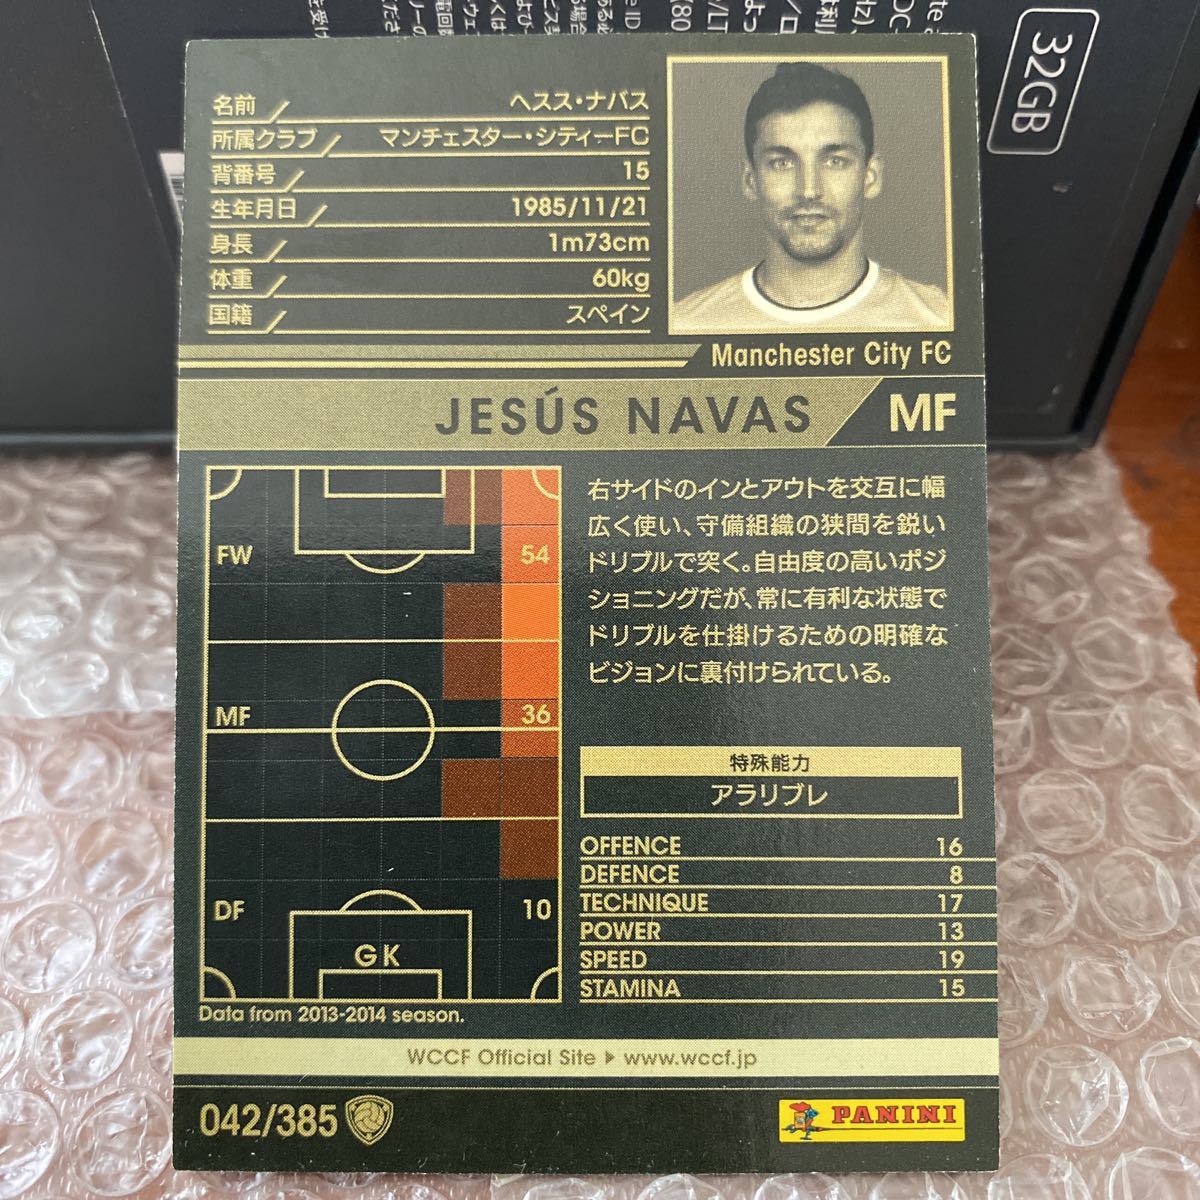 32GB
名前 ヘスス・ナバス
所属クラブ マンチェスター・シティーFC
背番号 15
生年月日 1985/11/21
身長 1m73cm
体重 60kg
国籍 スペイン
Manchester City FC
JESÚS NAVAS MF
FW 54
MF 36
DF 10
GK
Data from 2013-2014 season.
右サイドのインとアウトを交互に幅
広く使い、守備組織の狭間を鋭い
ドリブルで突く。自由度の高いポジ
ショニングだが、常に有利な状態で
ドリブルを仕掛けるための明確な
ビジョンに裏付けられている。
特殊能力
アラリブレ
OFFENCE 16
DEFENCE 8
TECHNIQUE 17
POWER 13
SPEED 19
STAMINA 15
WCCF Official Site ▶ www.wccf.jp
042/385
PANINI